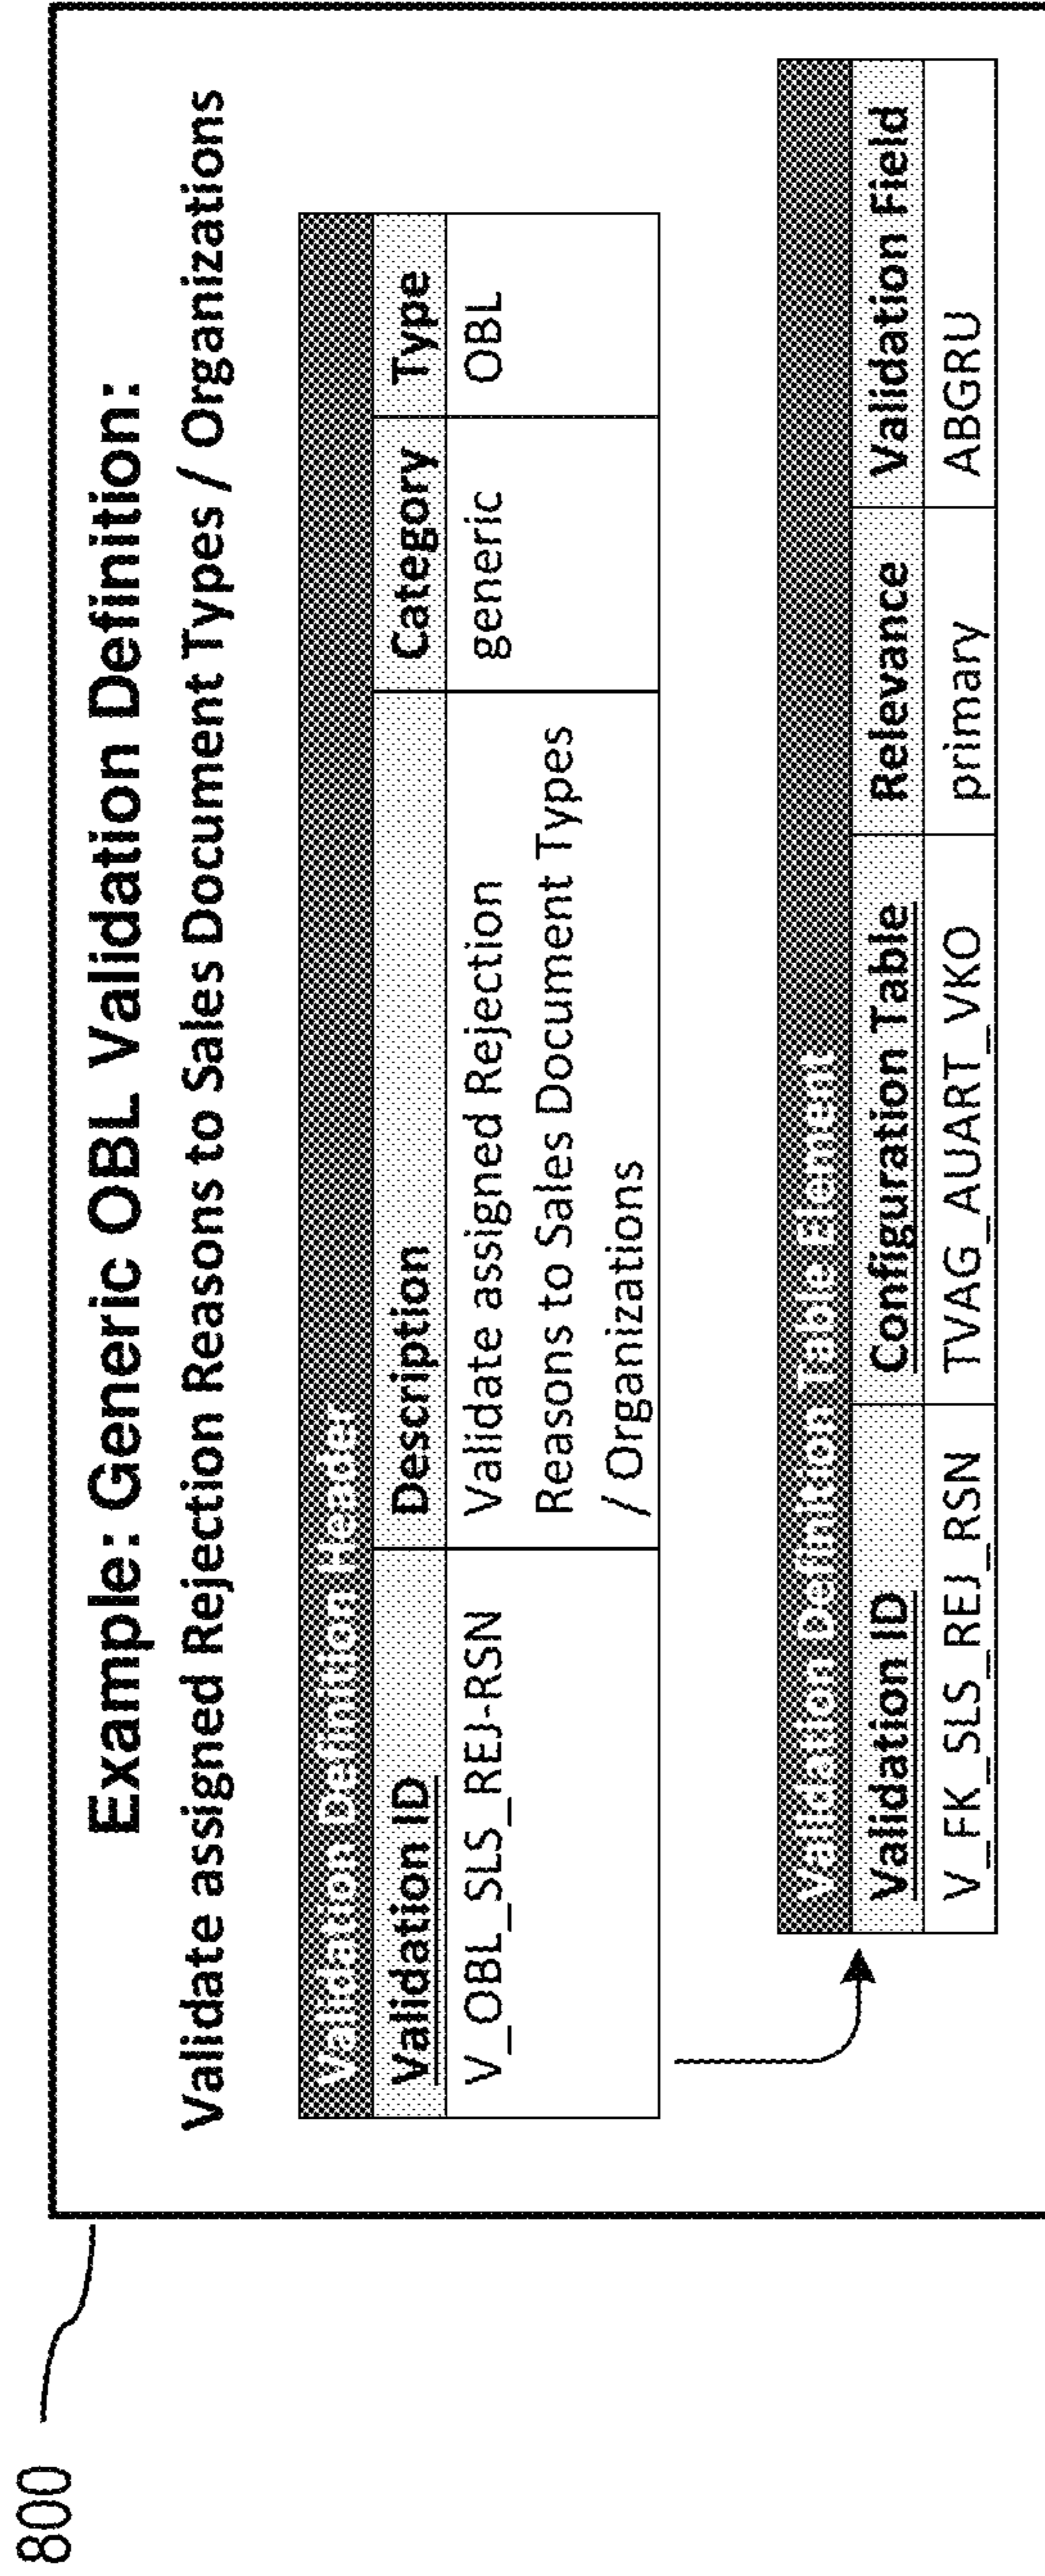 800
Example: Generic OBL Validation Definition:
Validate assigned Rejection Reasons to Sales Document Types / Organizations
Validation Definition Header
Validation ID Description Category Type
V_OBL_SLS_REJ-RSN Validate assigned Rejection generic OBL
Reasons to Sales Document Types
/ Organizations
Validation Definition Table Element
Validation ID Configuration Table Relevance Validation Field
V_FK_SLS_REJ_RSN TVAG_AUART_VKO primary ABGRU